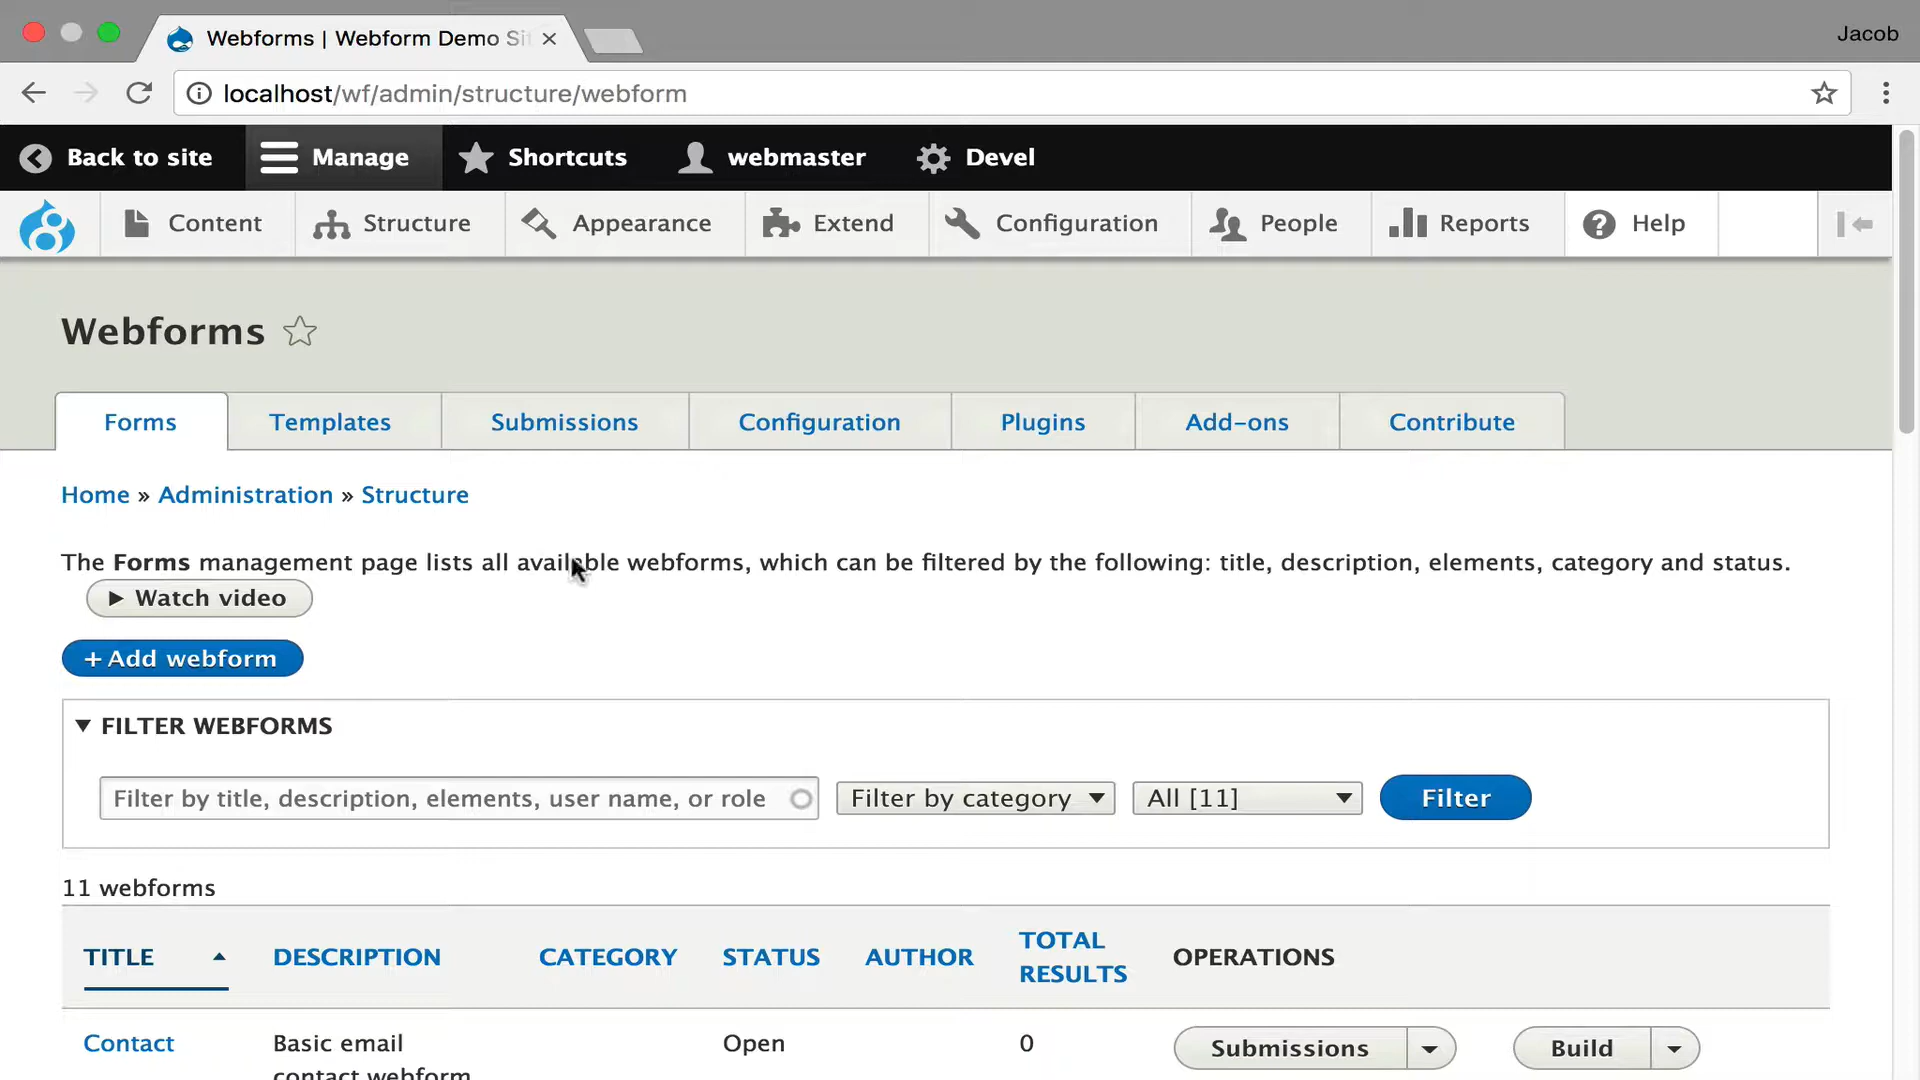 Webforms | Webform Demo Si
Jacob
localhost/wf/admin/structure/webform
Back to site Manage Shortcuts webmaster Devel
Content Structure Appearance Extend Configuration People Reports Help
Webforms
Forms Templates Submissions Configuration Plugins Add-ons Contribute
Home » Administration » Structure
The Forms management page lists all available webforms, which can be filtered by the following: title, description, elements, category and status.
Watch video
+ Add webform
FILTER WEBFORMS
Filter by title, description, elements, user name, or role Filter by category All [11] Filter
11 webforms
TITLE DESCRIPTION CATEGORY STATUS AUTHOR TOTAL RESULTS OPERATIONS
Contact Basic email Open 0 Submissions Build
contact webform